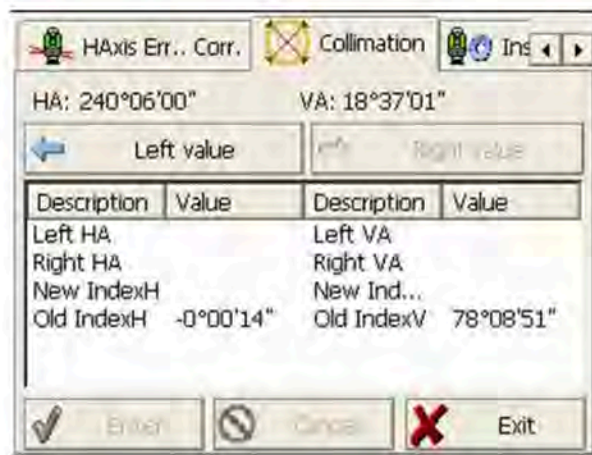 HAxis Err.. Corr. Collimation Ins
HA: 240°06'00" VA: 18°37'01"
Left value Right value
Description Value Description Value
Left HA Left VA
Right HA Right VA
New IndexH New Ind...
Old IndexH -0°00'14" Old IndexV 78°08'51"
Enter Cancel Exit